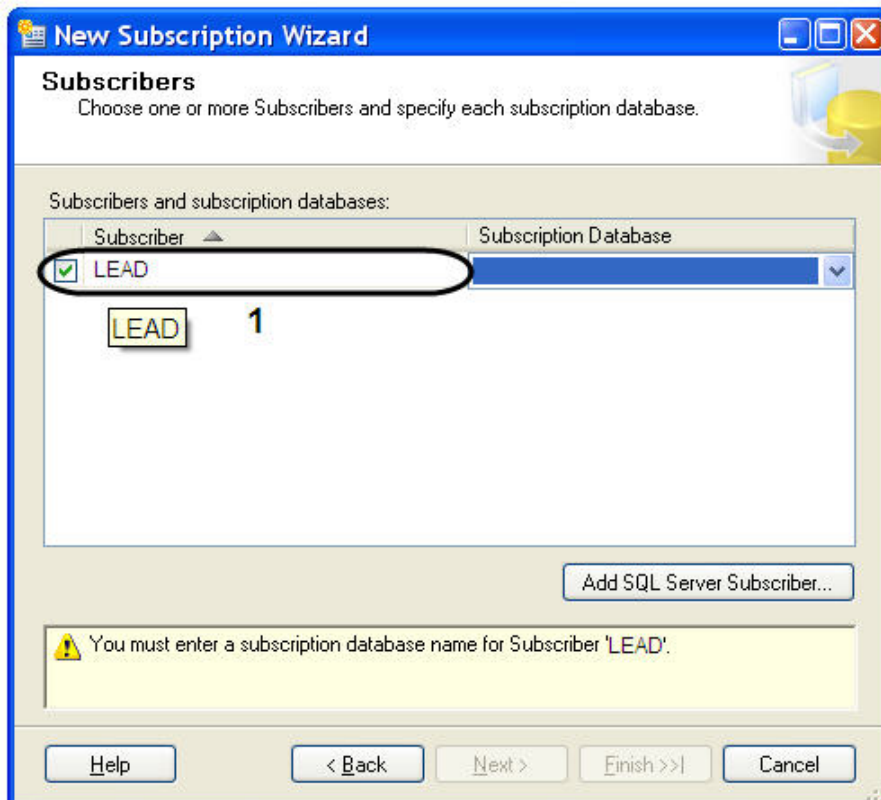 New Subscription Wizard
Subscribers
Choose one or more Subscribers and specify each subscription database.
Subscribers and subscription databases:
Subscriber Subscription Database
LEAD
LEAD 1
Add SQL Server Subscriber...
You must enter a subscription database name for Subscriber 'LEAD'.
Help < Back Next > Finish >>| Cancel